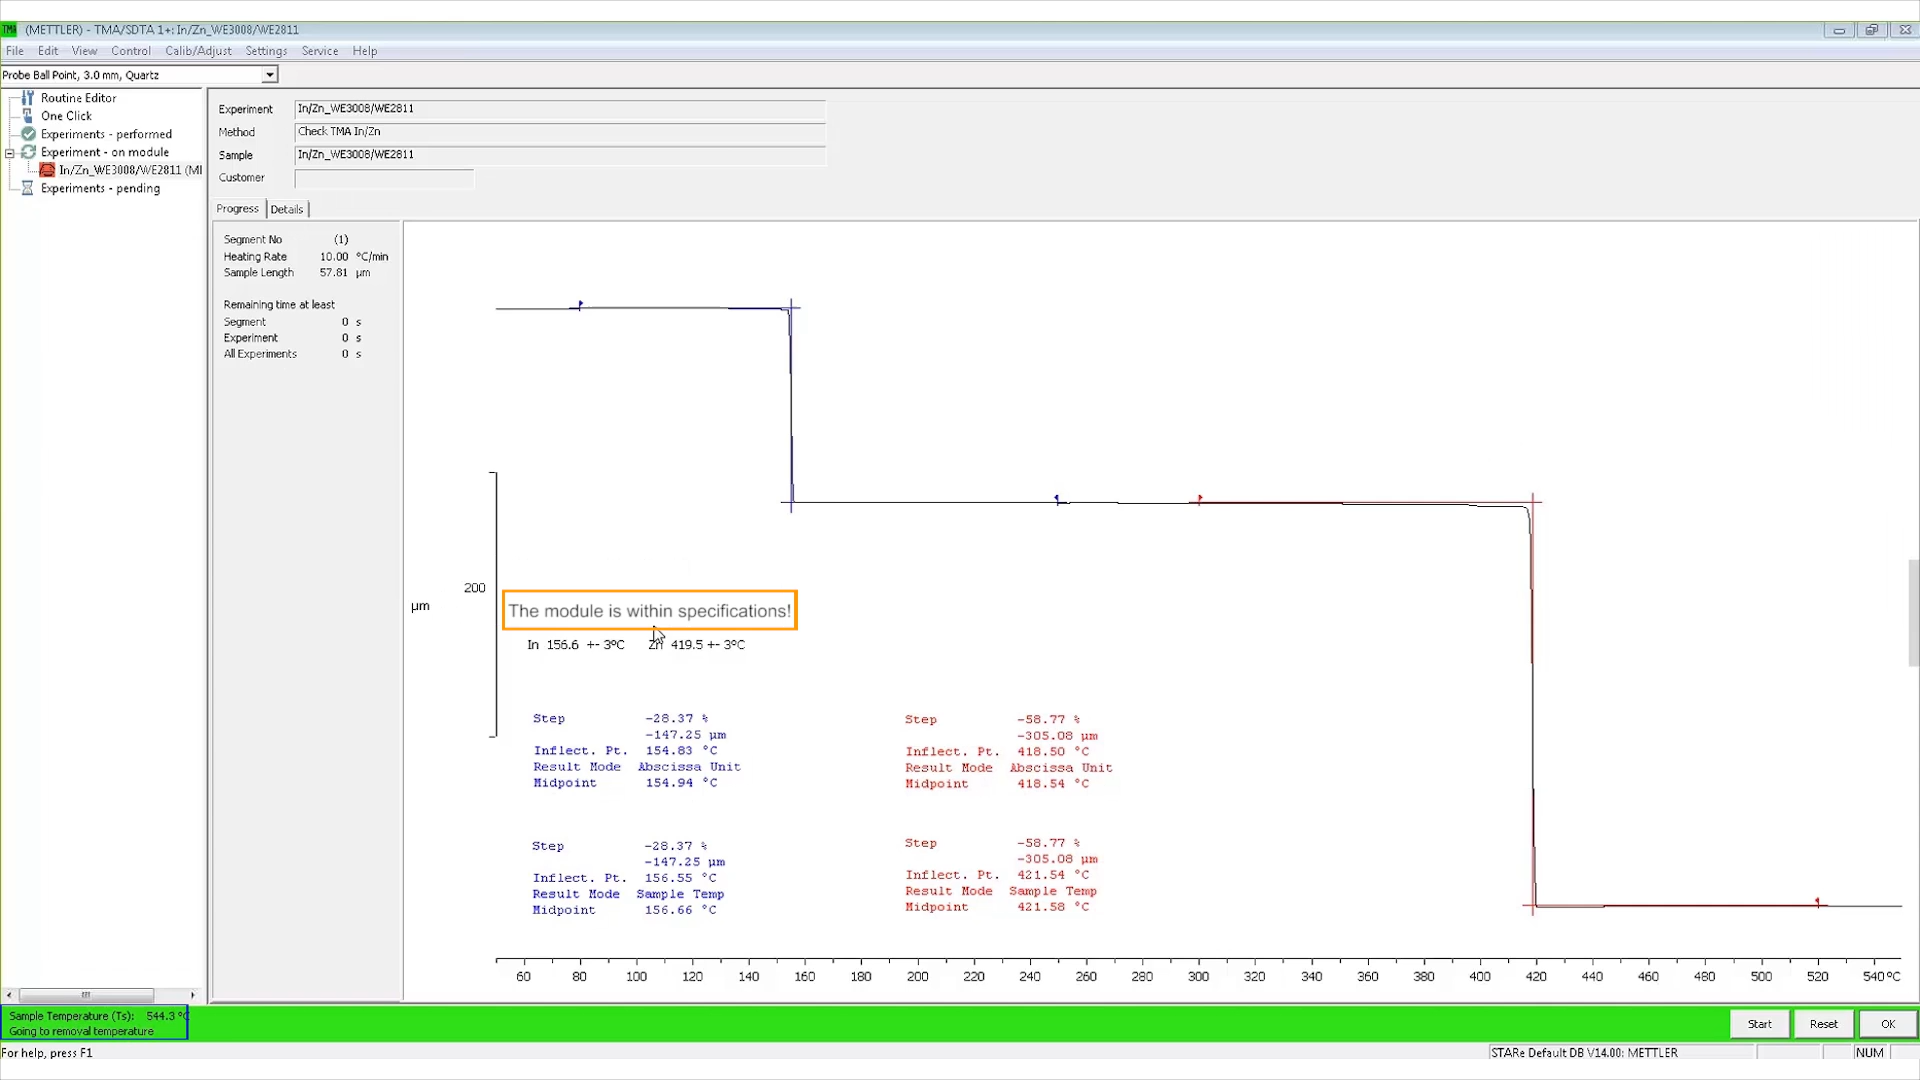 TMA (METTLER) - TMA/SDTA 1+: In/Zn_WE3008/WE2811
File Edit View Control Calib/Adjust Settings Service Help
Probe Ball Point, 3.0 mm, Quartz
Routine Editor
One Click
Experiments - performed
Experiment - on module
In/Zn_WE3008/WE2811 (MI
Experiments - pending
Experiment In/Zn_WE3008/WE2811
Method Check TMA In/Zn
Sample In/Zn_WE3008/WE2811
Customer
Progress Details
Segment No (1)
Heating Rate 10.00 °C/min
Sample Length 57.81 µm
Remaining time at least
Segment 0 s
Experiment 0 s
All Experiments 0 s
200
µm
The module is within specifications!
In 156.6 +- 3°C Zn 419.5 +- 3°C
Step -28.37 %
-147.25 µm
Inflect. Pt. 154.83 °C
Result Mode Abscissa Unit
Midpoint 154.94 °C
Step -58.77 %
-305.08 µm
Inflect. Pt. 418.50 °C
Result Mode Abscissa Unit
Midpoint 418.54 °C
Step -28.37 %
-147.25 µm
Inflect. Pt. 156.55 °C
Result Mode Sample Temp
Midpoint 156.66 °C
Step -58.77 %
-305.08 µm
Inflect. Pt. 421.54 °C
Result Mode Sample Temp
Midpoint 421.58 °C
60 80 100 120 140 160 180 200 220 240 260 280 300 320 340 360 380 400 420 440 460 480 500 520 540 °C
Sample Temperature (Ts): 544.3 °C
Going to removal temperature
Start Reset OK
For help, press F1
STARe Default DB V14.00: METTLER NUM